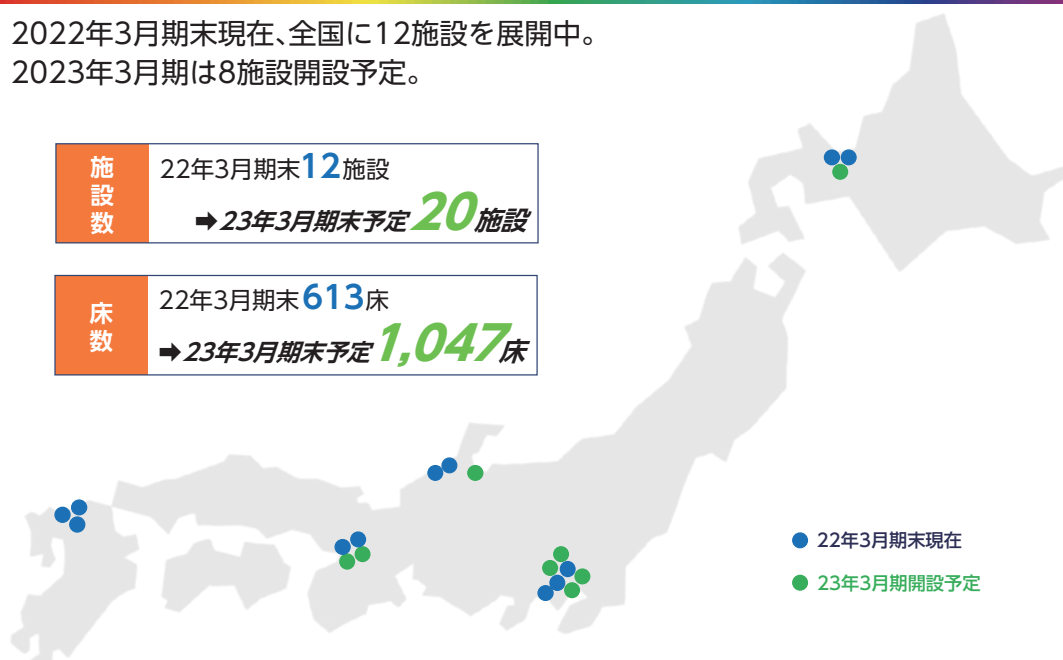 2022年3月期末現在、全国に12施設を展開中。
2023年3月期は8施設開設予定。
施設数
22年3月期末12施設
➡23年3月期末予定20施設
床数
22年3月期末613床
➡23年3月期末予定1,047床
22年3月期末現在
23年3月期開設予定